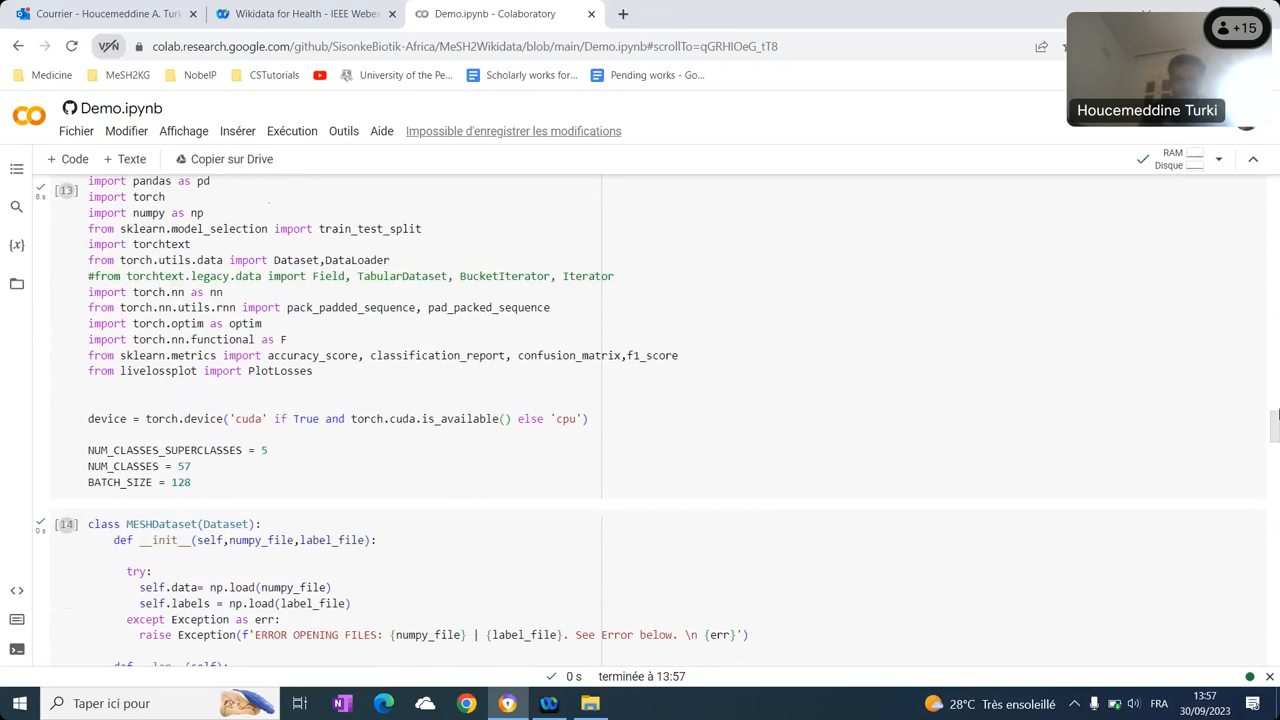 Courrier - Houcemeddine A. Turk
Wikidata for Health - IEEE Webex
Demo.ipynb - Colaboratory
VPN
colab.research.google.com/github/SisonkeBiotik-Africa/MeSH2Wikidata/blob/main/Demo.ipynb#scrollTo=qGRHIOeG_tT8
+15
Medicine
MeSH2KG
NobelP
CSTutorials
University of the Pe...
Scholarly works for...
Pending works - Go...
Houcemeddine Turki
Demo.ipynb
Fichier Modifier Affichage Insérer Exécution Outils Aide Impossible d'enregistrer les modifications
+ Code + Texte Copier sur Drive
RAM
Disque
[13]
8 s
import pandas as pd
import torch
import numpy as np
from sklearn.model_selection import train_test_split
import torchtext
from torch.utils.data import Dataset,DataLoader
#from torchtext.legacy.data import Field, TabularDataset, BucketIterator, Iterator
import torch.nn as nn
from torch.nn.utils.rnn import pack_padded_sequence, pad_packed_sequence
import torch.optim as optim
import torch.nn.functional as F
from sklearn.metrics import accuracy_score, classification_report, confusion_matrix,f1_score
from livelossplot import PlotLosses
device = torch.device('cuda' if True and torch.cuda.is_available() else 'cpu')
NUM_CLASSES_SUPERCLASSES = 5
NUM_CLASSES = 57
BATCH_SIZE = 128
[14]
0 s
class MESHDataset(Dataset):
def __init__(self,numpy_file,label_file):
try:
self.data= np.load(numpy_file)
self.labels = np.load(label_file)
except Exception as err:
raise Exception(f'ERROR OPENING FILES: {numpy_file} | {label_file}. See Error below. \n {err}')
def __len__(self):
0 s terminée à 13:57
Taper ici pour
28°C Très ensoleillé
FRA
13:57
30/09/2023